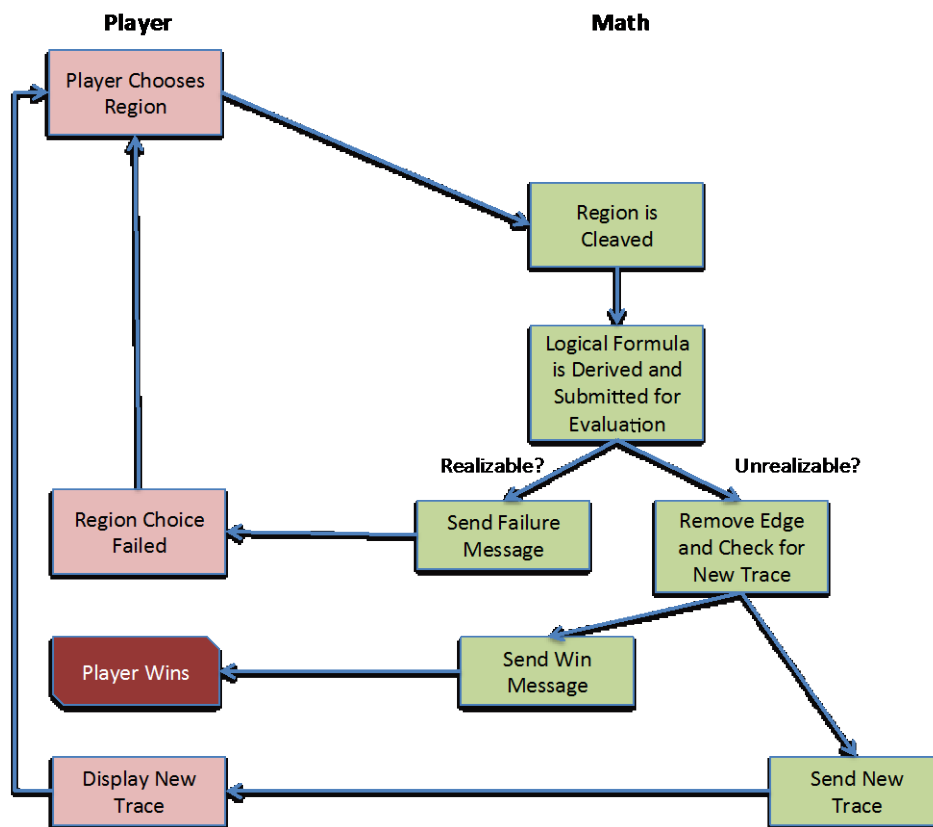 Player
Math
Player Chooses
Region
Region is
Cleaved
Logical Formula
is Derived and
Submitted for
Evaluation
Realizable?
Unrealizable?
Region Choice
Failed
Send Failure
Message
Remove Edge
and Check for
New Trace
Player Wins
Send Win
Message
Display New
Trace
Send New
Trace